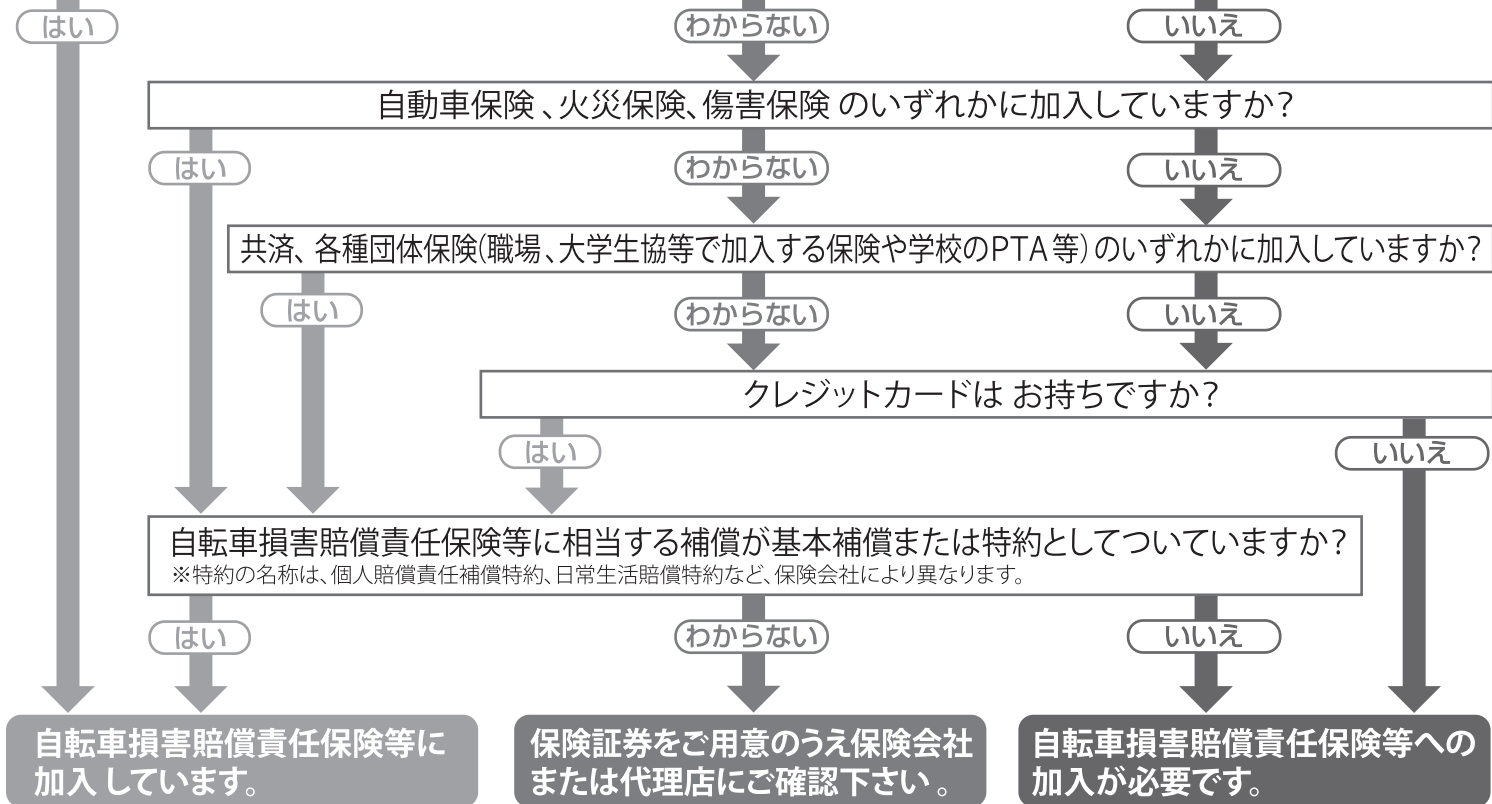 はい
わからない
いいえ
自動車保険、火災保険、傷害保険 のいずれかに加入していますか?
はい
わからない
いいえ
共済、各種団体保険(職場、大学生協等で加入する保険や学校のPTA等)のいずれかに加入していますか?
はい
わからない
いいえ
クレジットカードは お持ちですか?
はい
いいえ
自転車損害賠償責任保険等に相当する補償が基本補償または特約としてついていますか?
※特約の名称は、個人賠償責任補償特約、日常生活賠償特約など、保険会社により異なります。
はい
わからない
いいえ
自転車損害賠償責任保険等に
加入しています。
保険証券をご用意のうえ保険会社
または代理店にご確認下さい。
自転車損害賠償責任保険等への
加入が必要です。